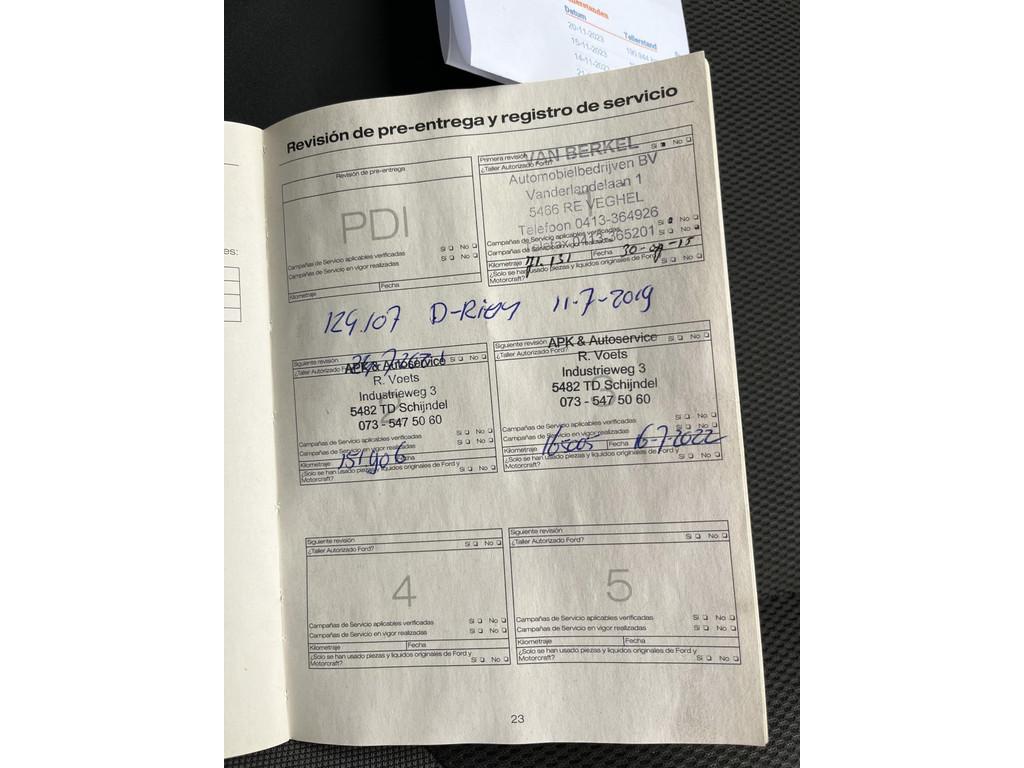 Datum
Tellerstand
20-11-2023
15-11-2023
Revisión de pre-entrega y registro de servicio
Revisión de pre-entrega
PDI
Campañas de Servicio aplicables verificadas Sí No
Campañas de Servicio en vigor realizadas Sí No
Kilometraje Fecha
Primera revisión
¿Taller Autorizado Ford? Sí No
VAN BERKEL
Automobielbedrijven BV
Vanderlandelaan 1
5466 RE VEGHEL
Telefoon 0413-364926
Telefax 0413-365201
1
Campañas de Servicio aplicables verificadas Sí No
Campañas de Servicio en vigor realizadas
Kilometraje 71.131 Fecha
¿Solo se han usado piezas y líquidos originales de Ford y
Motorcraft? Sí No
129.107 11-7-2019
Siguiente revisión
¿Taller Autorizado Ford? Sí No
APK & Autoservice
R. Voets
Industrieweg 3
5482 TD Schijndel
073 - 547 50 60
2
Campañas de Servicio aplicables verificadas Sí No
Campañas de Servicio en vigor realizadas Sí No
Kilometraje 151906 Fecha
¿Solo se han usado piezas y líquidos originales de Ford y
Motorcraft? Sí No
Siguiente revisión
¿Taller Autorizado Ford? Sí No
APK & Autoservice
R. Voets
Industrieweg 3
5482 TD Schijndel
073 - 547 50 60
3
Campañas de Servicio aplicables verificadas Sí No
Campañas de Servicio en vigor realizadas Sí No
Kilometraje 165005 Fecha 6-7-2022
¿Solo se han usado piezas y líquidos originales de Ford y
Motorcraft? Sí No
Siguiente revisión
¿Taller Autorizado Ford? Sí No
4
Campañas de Servicio aplicables verificadas Sí No
Campañas de Servicio en vigor realizadas Sí No
Kilometraje Fecha
¿Solo se han usado piezas y líquidos originales de Ford y
Motorcraft? Sí No
Siguiente revisión
¿Taller Autorizado Ford? Sí No
5
Campañas de Servicio aplicables verificadas Sí No
Campañas de Servicio en vigor realizadas Sí No
Kilometraje Fecha
¿Solo se han usado piezas y líquidos originales de Ford y
Motorcraft? Sí No
23